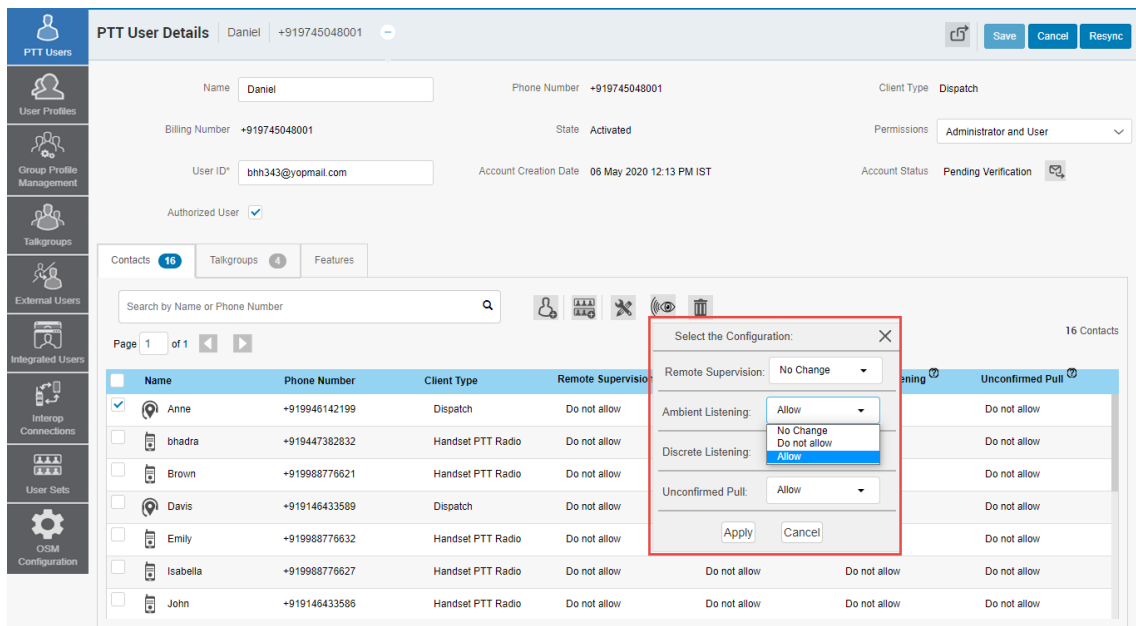 PTT Users
User Profiles
Group Profile
Management
Talkgroups
External Users
Integrated Users
Interop
Connections
User Sets
OSM
Configuration
PTT User Details Daniel +919745048001
Save Cancel Resync
Name Daniel Phone Number +919745048001 Client Type Dispatch
Billing Number +919745048001 State Activated Permissions Administrator and User
User ID* bhh343@yopmail.com Account Creation Date 06 May 2020 12:13 PM IST Account Status Pending Verification
Authorized User
Contacts 16 Talkgroups 4 Features
Search by Name or Phone Number
16 Contacts
Page 1 of 1
Select the Configuration:
Remote Supervision: No Change
Ambient Listening: Allow
No Change
Do not allow
Allow
Discrete Listening:
Unconfirmed Pull: Allow
Apply Cancel
Name Phone Number Client Type Remote Supervisio ening Unconfirmed Pull
Anne +919946142199 Dispatch Do not allow Do not allow
bhadra +919447382832 Handset PTT Radio Do not allow Do not allow
Brown +919988776621 Handset PTT Radio Do not allow Do not allow
Davis +919146433589 Dispatch Do not allow Do not allow
Emily +919988776632 Handset PTT Radio Do not allow Do not allow
Isabella +919988776627 Handset PTT Radio Do not allow Do not allow Do not allow Do not allow
John +919146433586 Handset PTT Radio Do not allow Do not allow Do not allow Do not allow